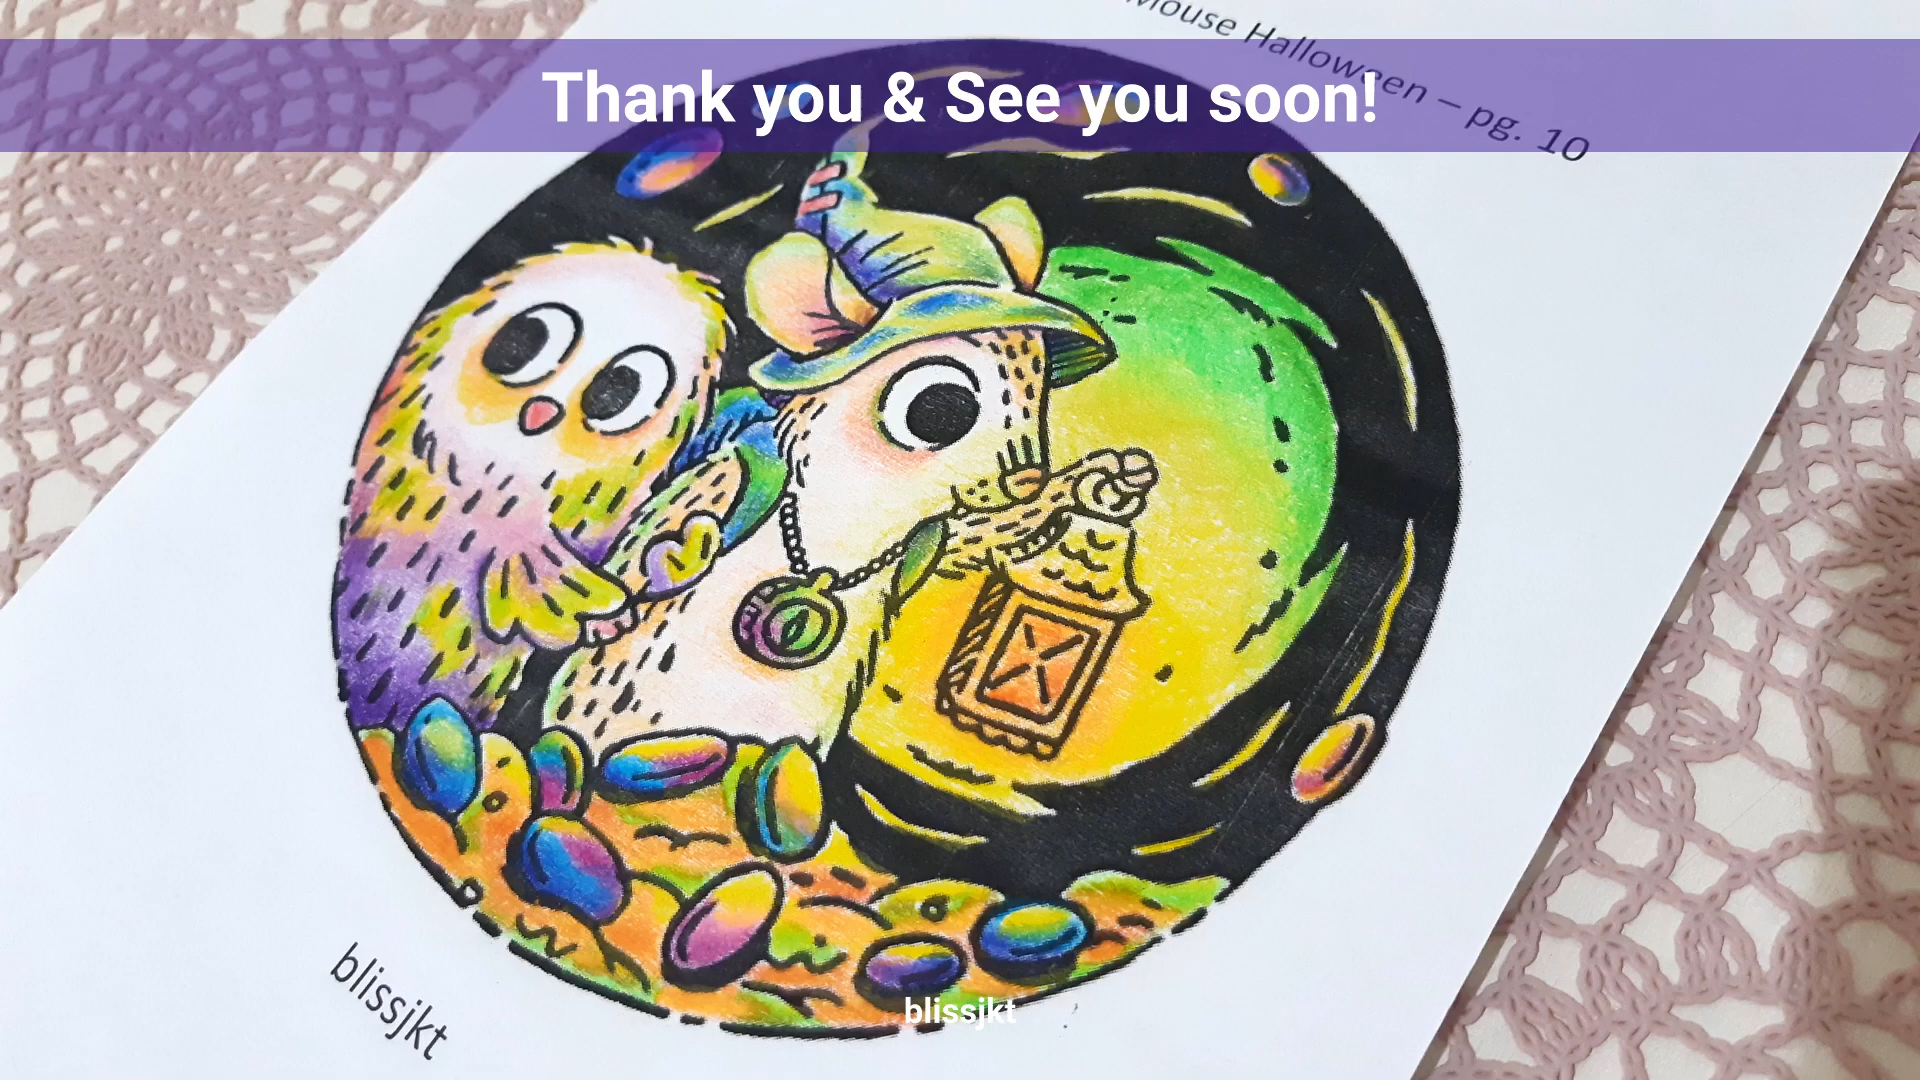 Mouse Halloween – pg. 10
Thank you & See you soon!
blissjkt
blissjkt